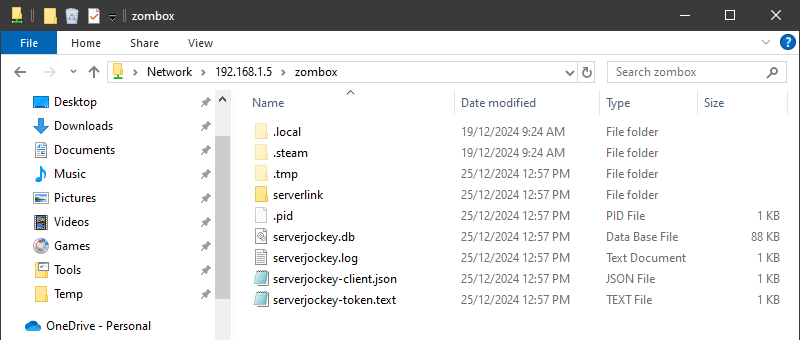 zombox
File Home Share View
Network 192.168.1.5 zombox Search zombox
Desktop
Downloads
Documents
Music
Pictures
Videos
Games
Tools
Temp
OneDrive - Personal
Name Date modified Type Size
.local 19/12/2024 9:24 AM File folder
.steam 19/12/2024 9:24 AM File folder
.tmp 25/12/2024 12:57 PM File folder
serverlink 25/12/2024 12:57 PM File folder
.pid 25/12/2024 12:57 PM PID File 1 KB
serverjockey.db 25/12/2024 12:57 PM Data Base File 88 KB
serverjockey.log 25/12/2024 12:57 PM Text Document 1 KB
serverjockey-client.json 25/12/2024 12:57 PM JSON File 1 KB
serverjockey-token.text 25/12/2024 12:57 PM TEXT File 1 KB